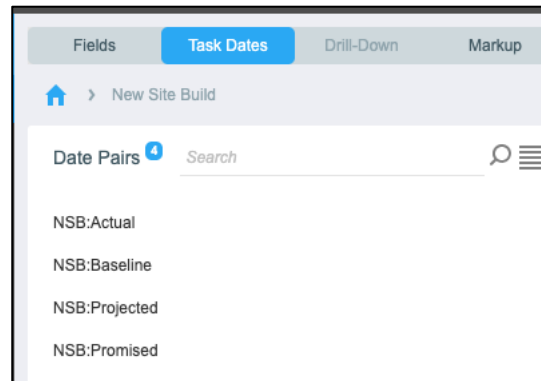 Fields Task Dates Drill-Down Markup
New Site Build
Date Pairs 4 Search
NSB:Actual
NSB:Baseline
NSB:Projected
NSB:Promised